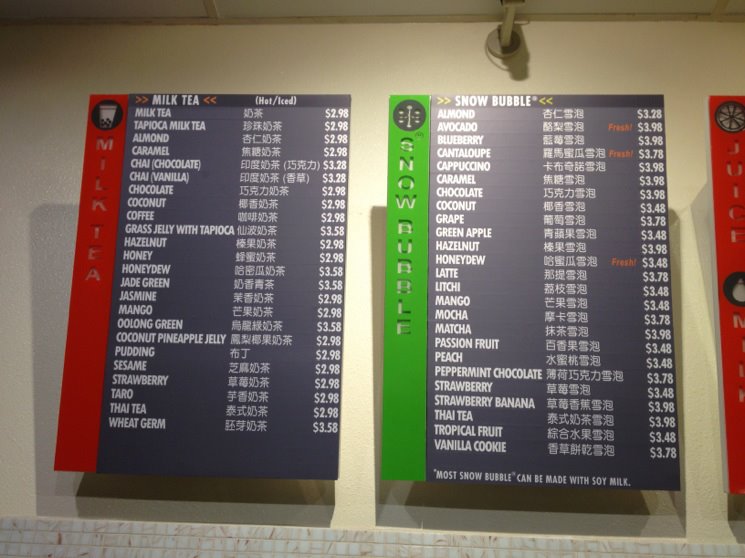 MILK TEA
>> MILK TEA << (Hot/Iced)
MILK TEA 奶茶 $2.98
TAPIOCA MILK TEA 珍珠奶茶 $2.98
ALMOND 杏仁奶茶 $2.98
CARAMEL 焦糖奶茶 $2.98
CHAI (CHOCOLATE) 印度奶茶 (巧克力) $3.28
CHAI (VANILLA) 印度奶茶 (香草) $3.28
CHOCOLATE 巧克力奶茶 $2.98
COCONUT 椰香奶茶 $2.98
COFFEE 咖啡奶茶 $2.98
GRASS JELLY WITH TAPIOCA 仙波奶茶 $3.58
HAZELNUT 榛果奶茶 $2.98
HONEY 蜂蜜奶茶 $2.98
HONEYDEW 哈密瓜奶茶 $3.58
JADE GREEN 奶香青茶 $3.58
JASMINE 茉香奶茶 $2.98
MANGO 芒果奶茶 $2.98
OOLONG GREEN 烏龍綠奶茶 $3.58
COCONUT PINEAPPLE JELLY 鳳梨椰果奶茶 $2.98
PUDDING 布丁 $2.98
SESAME 芝麻奶茶 $2.98
STRAWBERRY 草莓奶茶 $2.98
TARO 芋香奶茶 $2.98
THAI TEA 泰式奶茶 $2.98
WHEAT GERM 胚芽奶茶 $3.58
SNOW BUBBLE
>> SNOW BUBBLE® <<
ALMOND 杏仁雪泡 $3.28
AVOCADO 酪梨雪泡 Fresh! $3.98
BLUEBERRY 藍莓雪泡 $3.98
CANTALOUPE 羅馬蜜瓜雪泡 Fresh! $3.78
CAPPUCCINO 卡布奇諾雪泡 $3.98
CARAMEL 焦糖雪泡 $3.98
CHOCOLATE 巧克力雪泡 $3.98
COCONUT 椰香雪泡 $3.48
GRAPE 葡萄雪泡 $3.78
GREEN APPLE 青蘋果雪泡 $3.48
HAZELNUT 榛果雪泡 $3.98
HONEYDEW 哈蜜瓜雪泡 Fresh! $3.48
LATTE 那提雪泡 $3.78
LITCHI 荔枝雪泡 $3.48
MANGO 芒果雪泡 $3.48
MOCHA 摩卡雪泡 $3.78
MATCHA 抹茶雪泡 $3.98
PASSION FRUIT 百香果雪泡 $3.48
PEACH 水蜜桃雪泡 $3.48
PEPPERMINT CHOCOLATE 薄荷巧克力雪泡 $3.78
STRAWBERRY 草莓雪泡 $3.48
STRAWBERRY BANANA 草莓香蕉雪泡 $3.98
THAI TEA 泰式奶茶雪泡 $3.98
TROPICAL FRUIT 綜合水果雪泡 $3.48
VANILLA COOKIE 香草餅乾雪泡 $3.78
*MOST SNOW BUBBLE® CAN BE MADE WITH SOY MILK.
JUICE